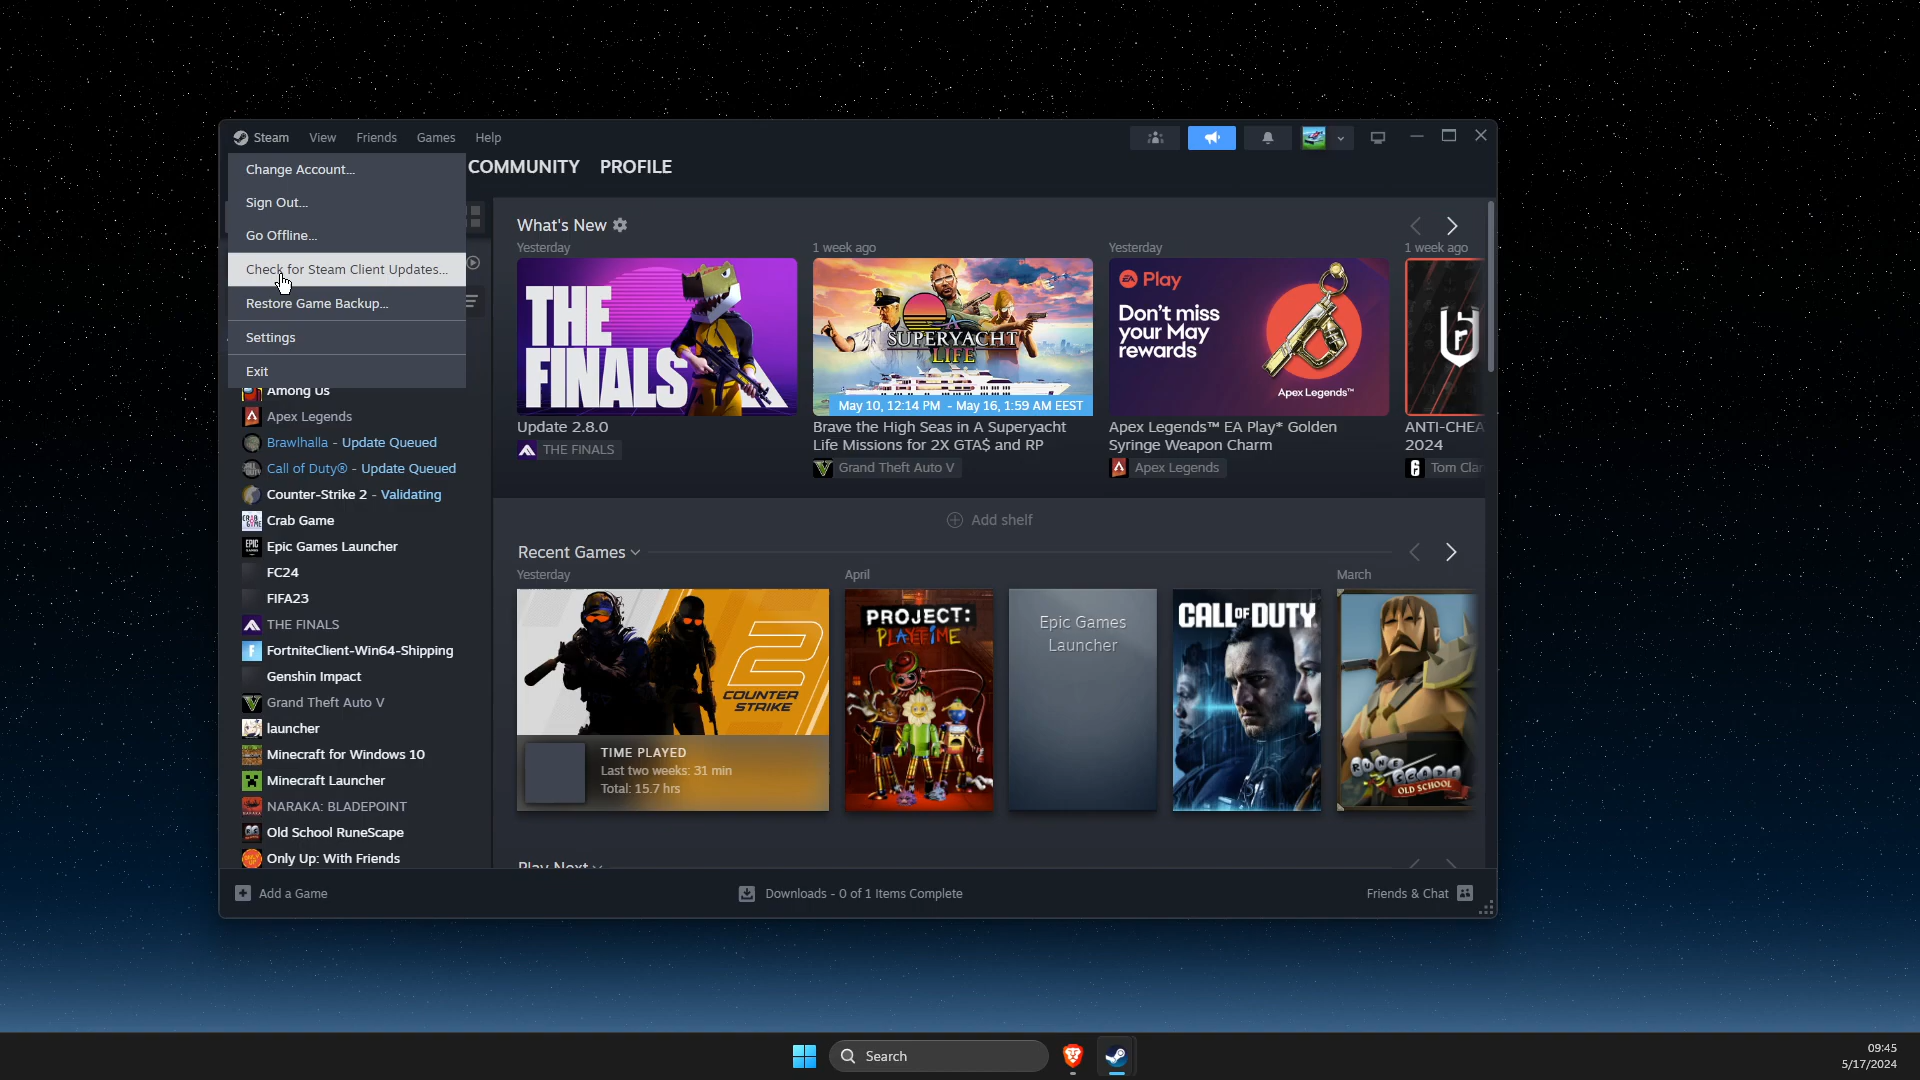 Steam View Friends Games Help
Change Account...
COMMUNITY PROFILE
Sign Out...
Go Offline...
Check for Steam Client Updates...
Restore Game Backup...
Settings
Exit
Among Us
Apex Legends
Brawlhalla - Update Queued
Call of Duty® - Update Queued
Counter-Strike 2 - Validating
Crab Game
Epic Games Launcher
FC24
FIFA23
THE FINALS
FortniteClient-Win64-Shipping
Genshin Impact
Grand Theft Auto V
launcher
Minecraft for Windows 10
Minecraft Launcher
NARAKA: BLADEPOINT
Old School RuneScape
Only Up: With Friends
What's New
Yesterday
THE
FINALS
Update 2.8.0
THE FINALS
1 week ago
A
SUPERYACHT
LIFE
May 10, 12:14 PM - May 16, 1:59 AM EEST
Brave the High Seas in A Superyacht
Life Missions for 2X GTA$ and RP
Grand Theft Auto V
Yesterday
EA Play
Don't miss
your May
rewards
Apex Legends™
Apex Legends™ EA Play* Golden
Syringe Weapon Charm
Apex Legends
1 week ago
ANTI-CHEA
2024
Tom Clar
Add shelf
Recent Games
Yesterday
2
COUNTER
STRIKE
TIME PLAYED
Last two weeks: 31 min
Total: 15.7 hrs
April
PROJECT:
PLAYTIME
Epic Games
Launcher
CALL OF DUTY
March
RUNESCAPE
OLD SCHOOL
Play Next
Add a Game
Downloads - 0 of 1 Items Complete
Friends & Chat
Search
09:45
5/17/2024